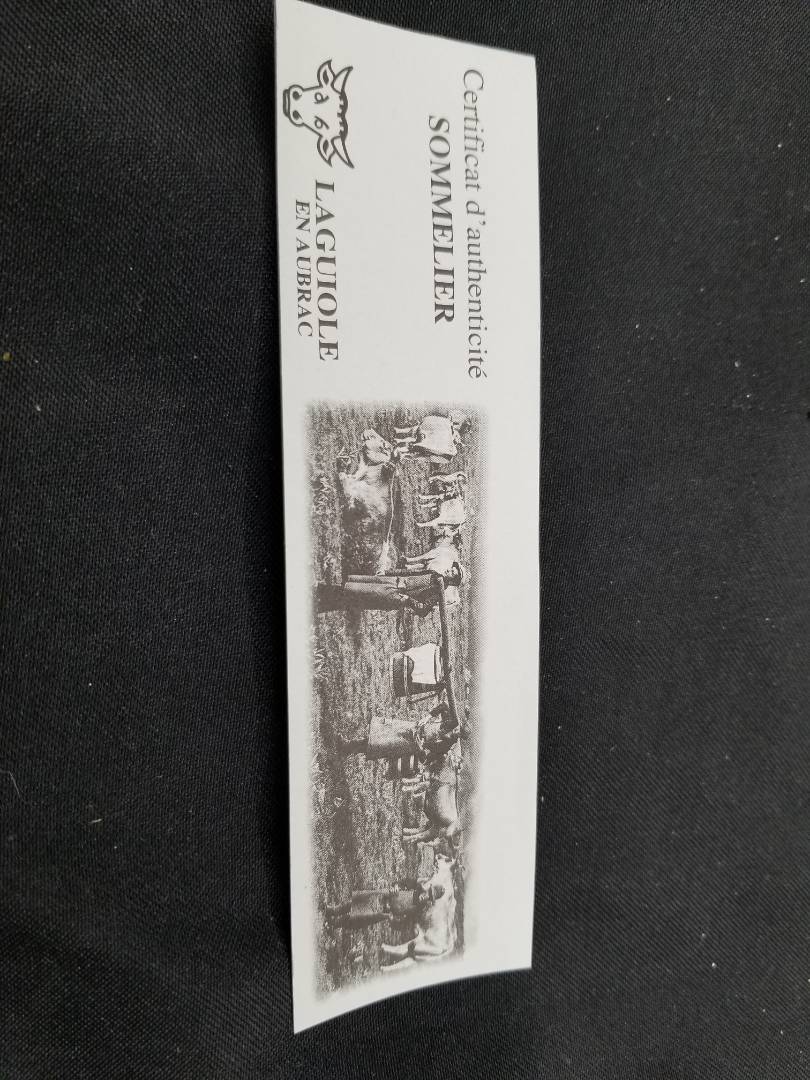 Certificat d'authenticité
SOMMELIER
LAGUIOLE
EN AUBRAC